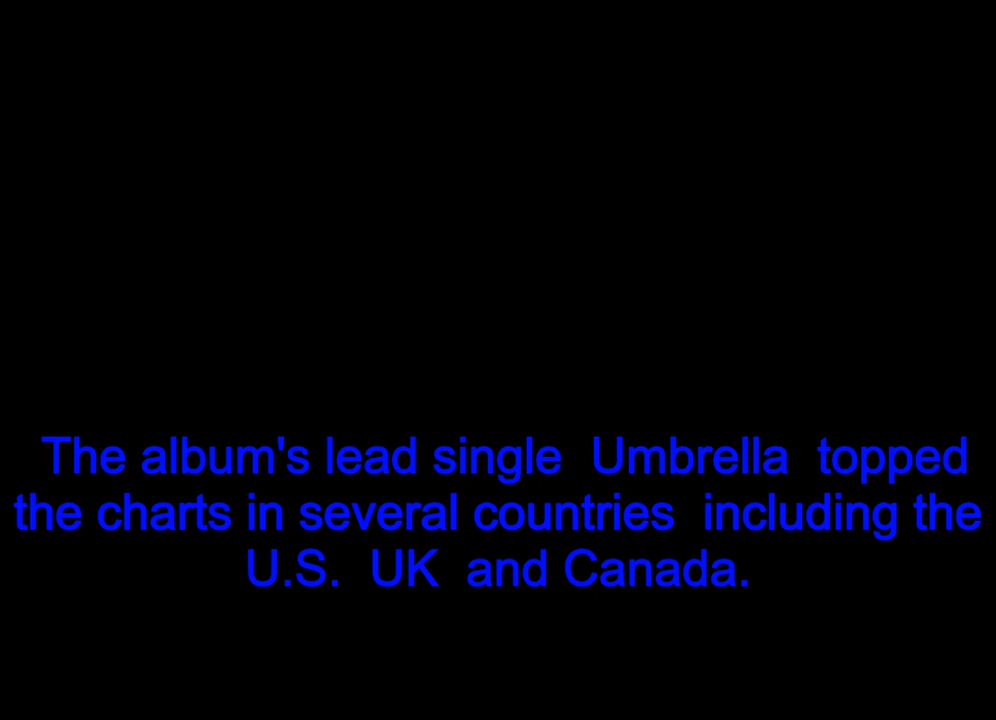 The album's lead single  Umbrella  topped
the charts in several countries  including the
U.S.  UK  and Canada.